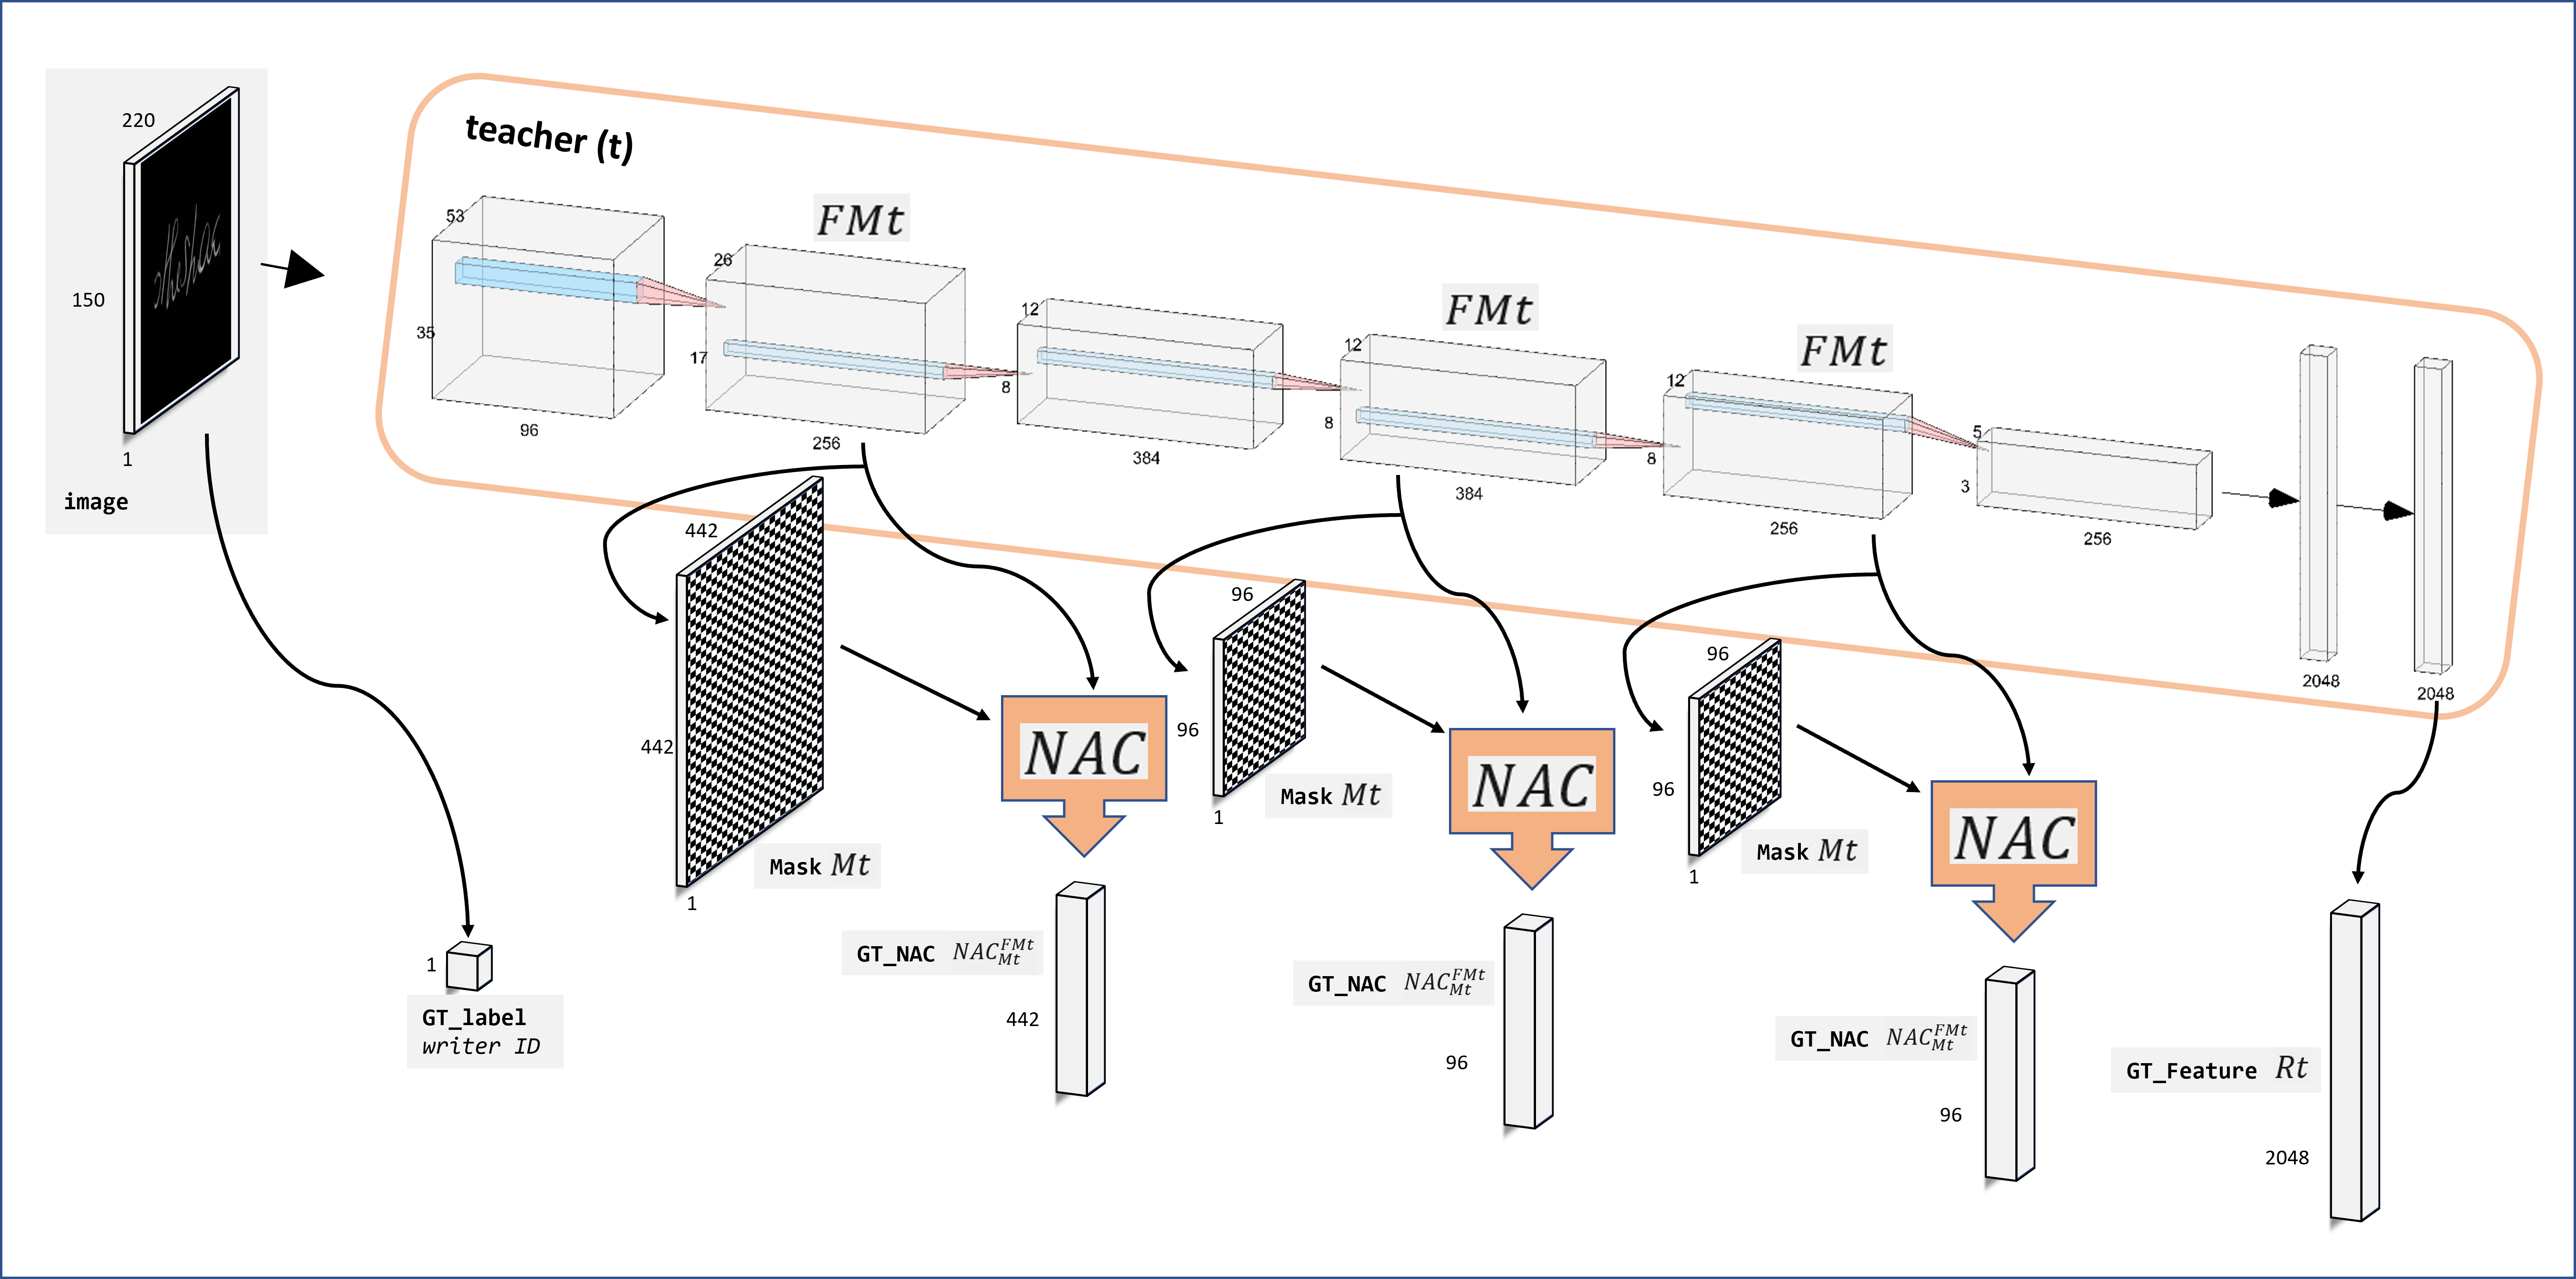 220
150
1
image
teacher (t)
53
35
96
FMt
26
17
256
12
8
384
FMt
12
8
384
FMt
12
8
256
5
3
256
2048
2048
442
442
1
Mask Mt
NAC
96
96
1
Mask Mt
NAC
96
96
1
Mask Mt
NAC
1
GT_label
writer ID
GT_NAC NAC^{FMt}_{Mt}
442
GT_NAC NAC^{FMt}_{Mt}
96
GT_NAC NAC^{FMt}_{Mt}
96
GT_Feature Rt
2048